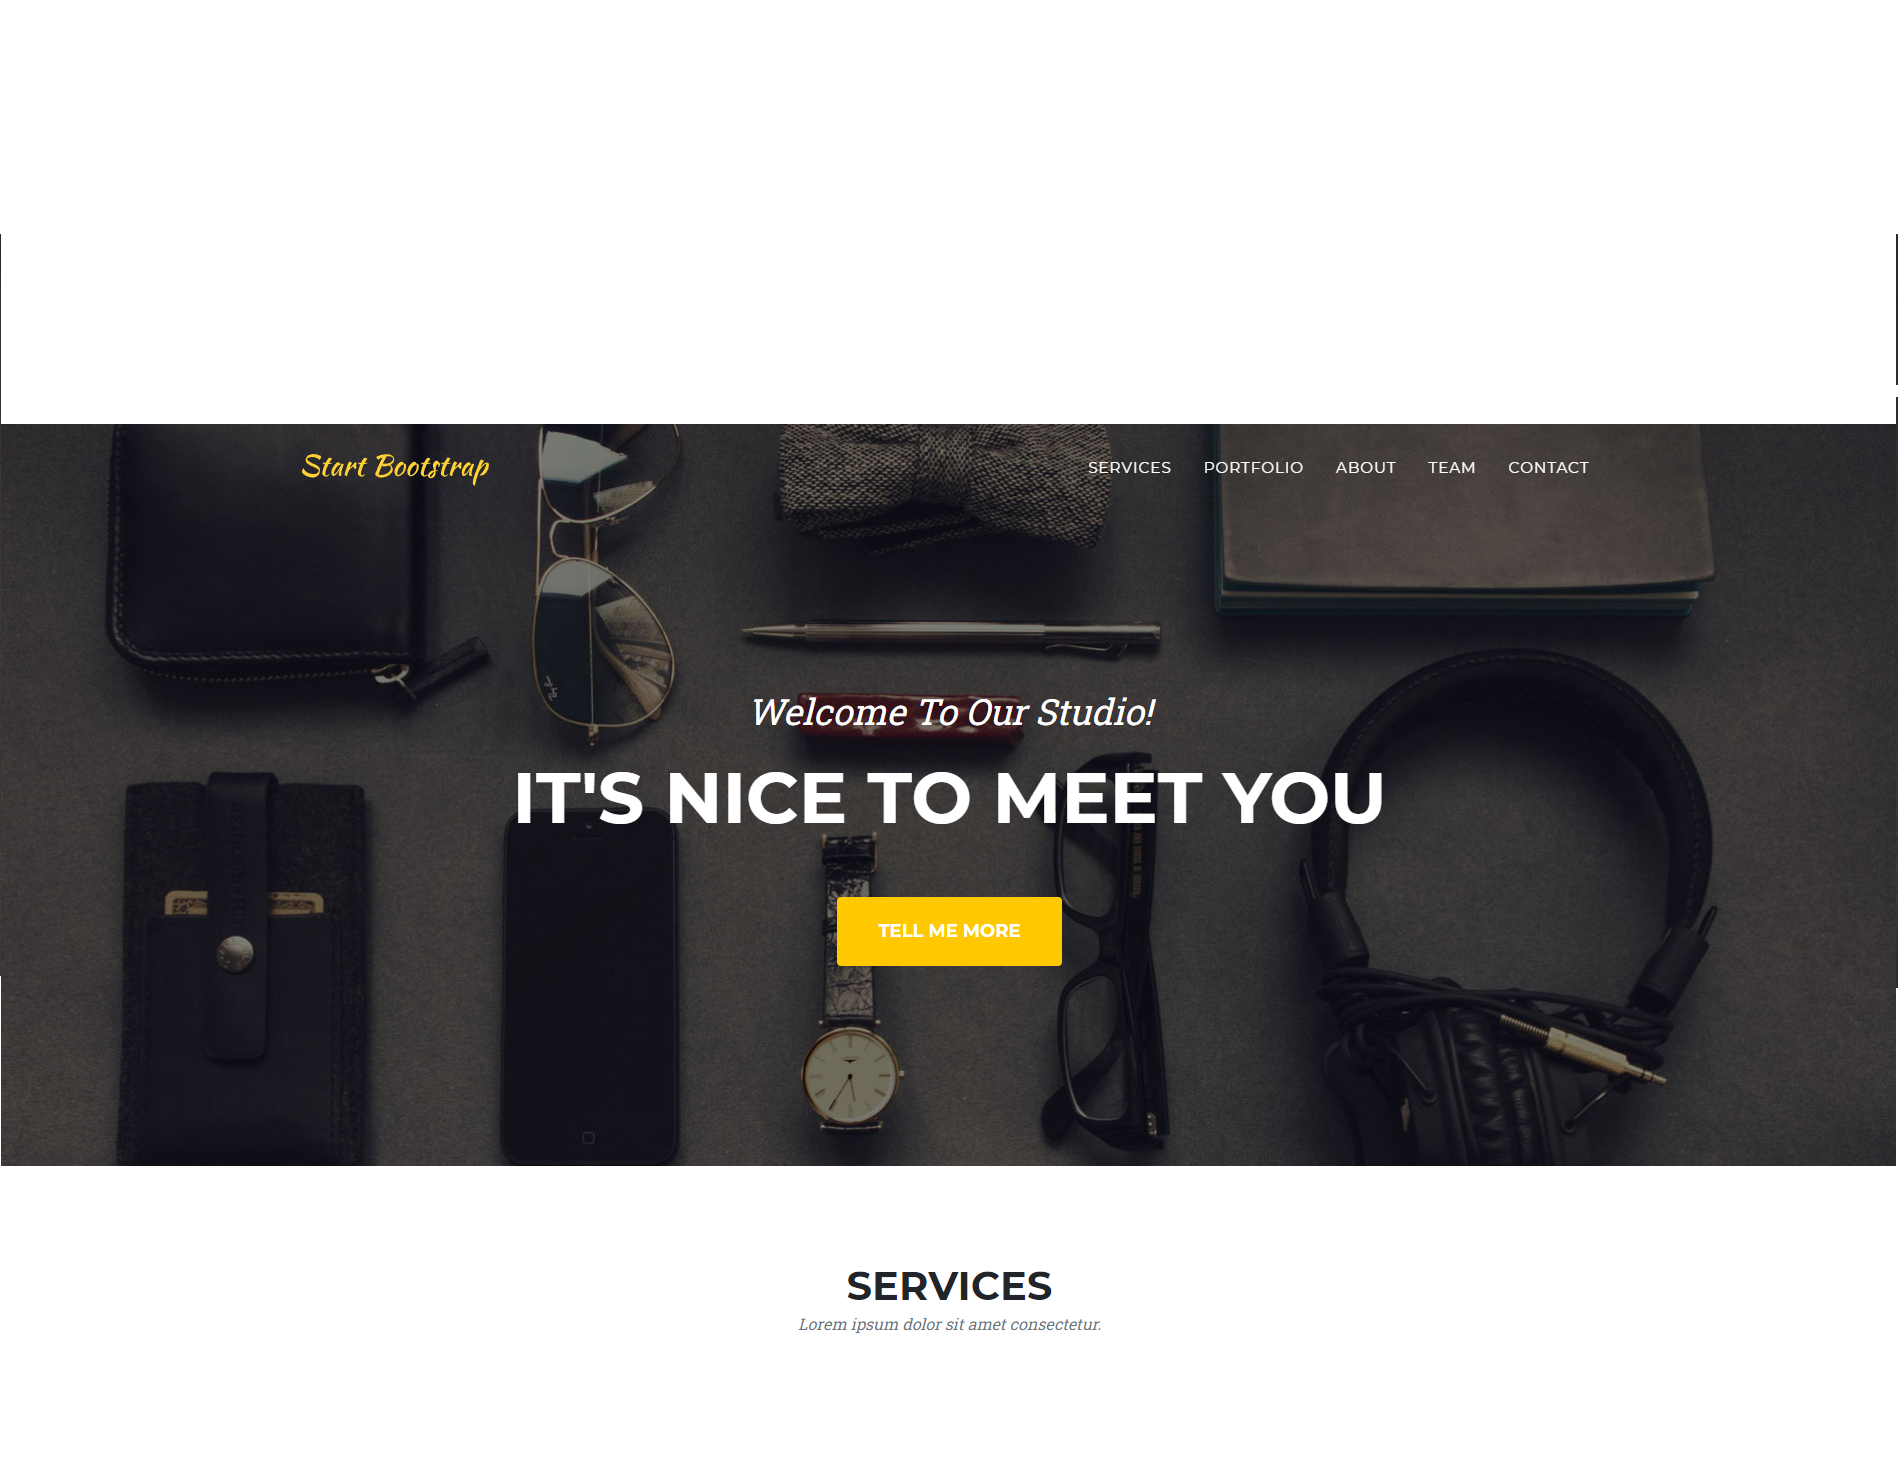 Start Bootstrap
SERVICES PORTFOLIO ABOUT TEAM CONTACT
Welcome To Our Studio!
IT'S NICE TO MEET YOU
TELL ME MORE
SERVICES
Lorem ipsum dolor sit amet consectetur.